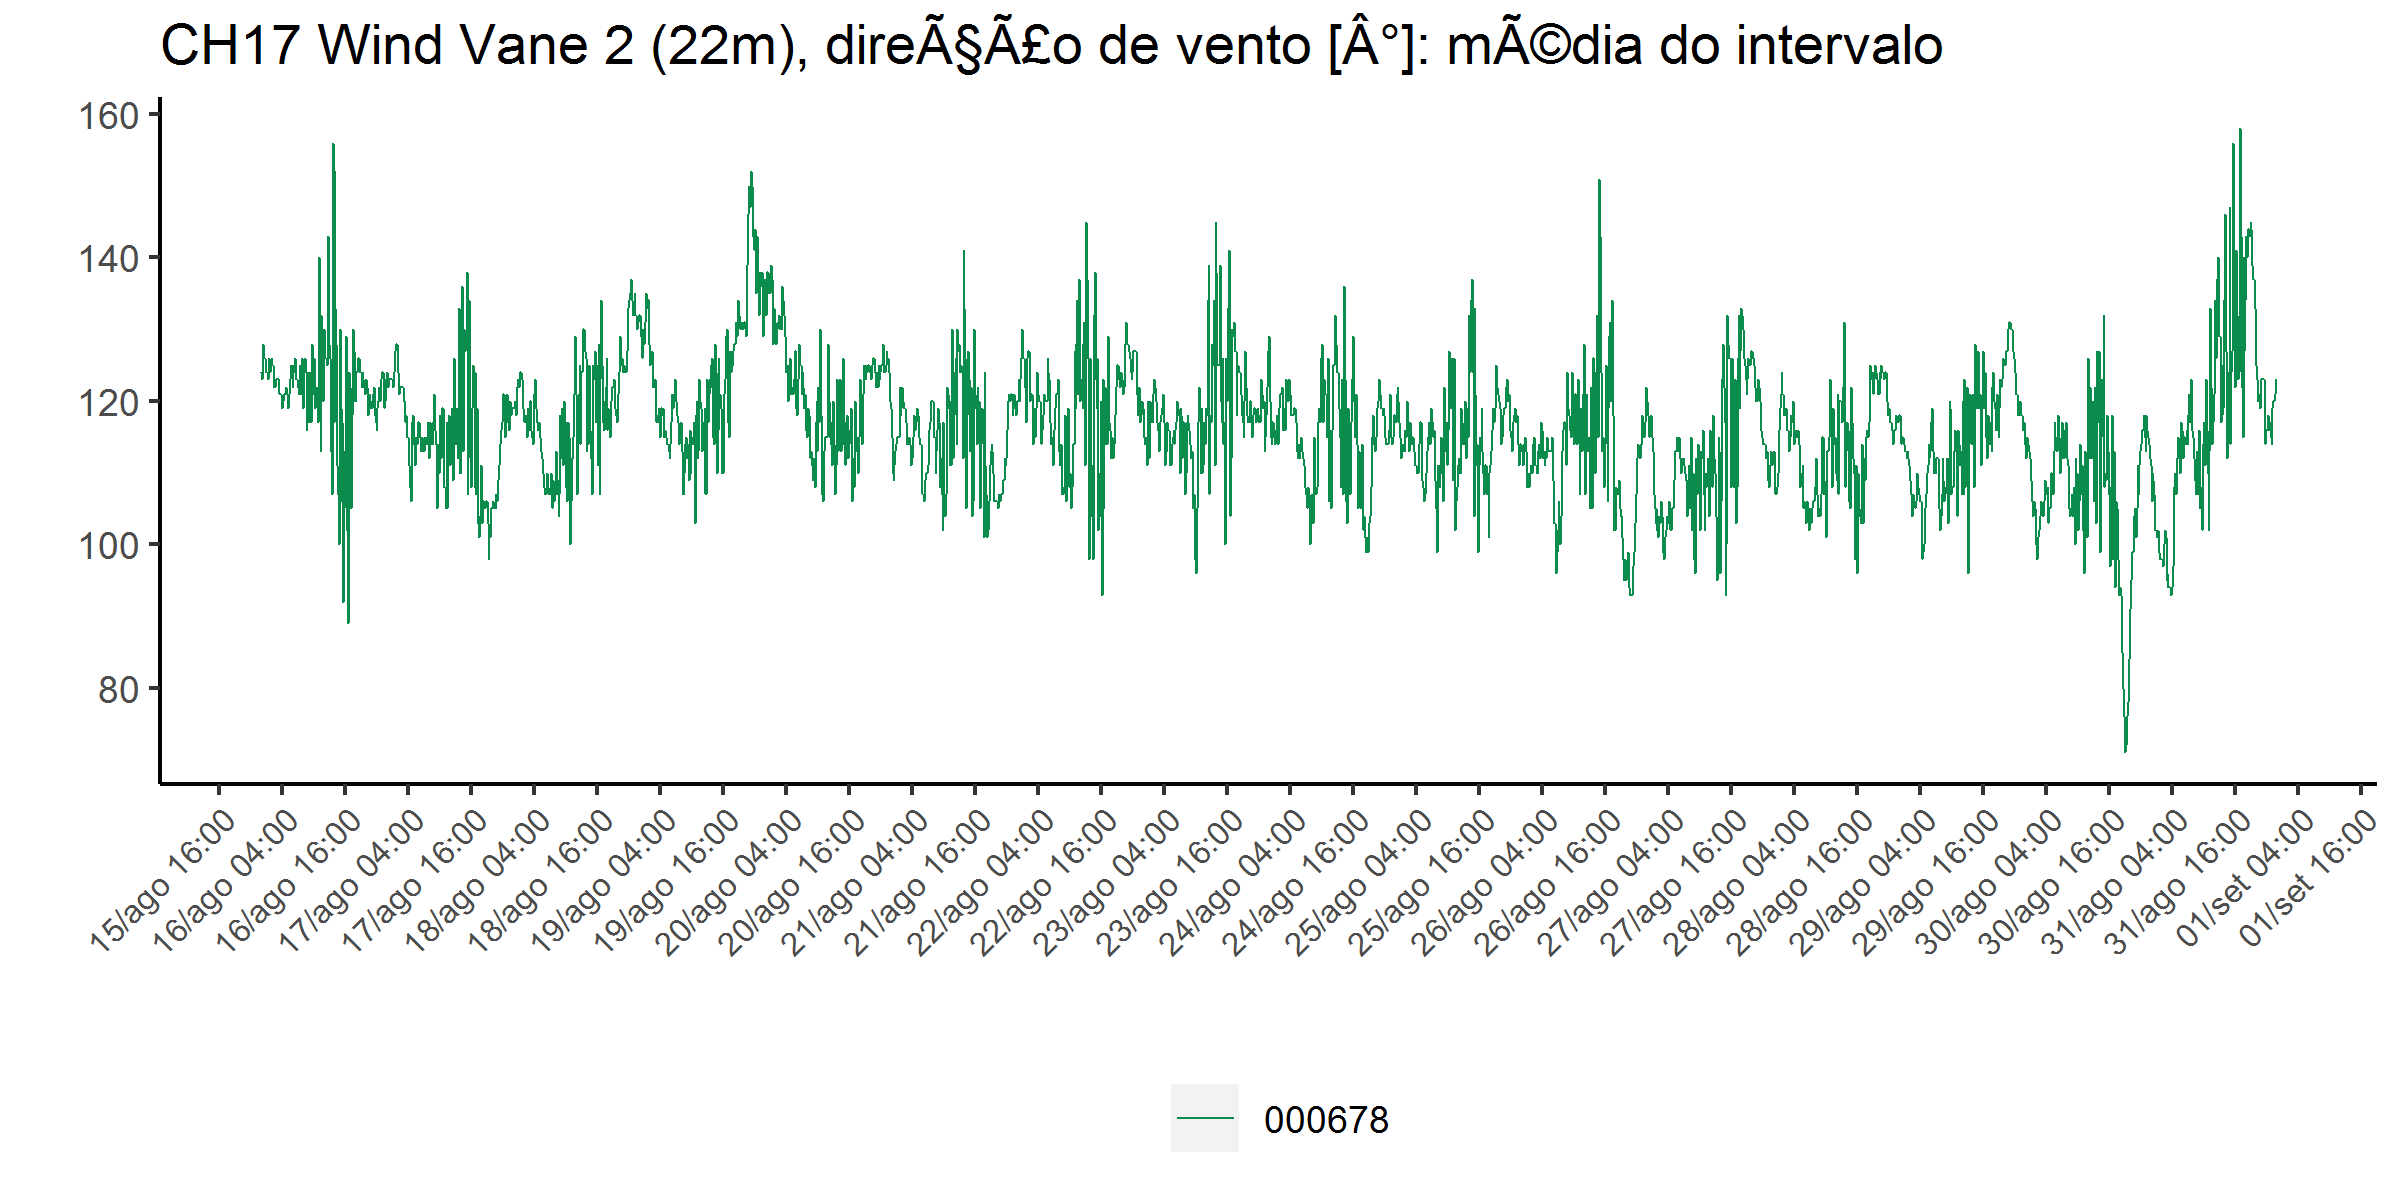 CH17 Wind Vane 2 (22m), direÃ§Ã£o de vento [Â°]: mÃ©dia do intervalo
160
140
120
100
80
15/ago 16:00
16/ago 04:00
16/ago 16:00
17/ago 04:00
17/ago 16:00
18/ago 04:00
18/ago 16:00
19/ago 04:00
19/ago 16:00
20/ago 04:00
20/ago 16:00
21/ago 04:00
21/ago 16:00
22/ago 04:00
22/ago 16:00
23/ago 04:00
23/ago 16:00
24/ago 04:00
24/ago 16:00
25/ago 04:00
25/ago 16:00
26/ago 04:00
26/ago 16:00
27/ago 04:00
27/ago 16:00
28/ago 04:00
28/ago 16:00
29/ago 04:00
29/ago 16:00
30/ago 04:00
30/ago 16:00
31/ago 04:00
31/ago 16:00
01/set 04:00
01/set 16:00
000678